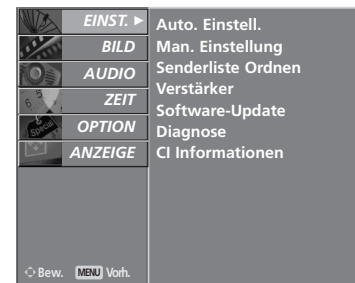 EINST. ►
BILD
AUDIO
ZEIT
Special
OPTION
ANZEIGE
Auto. Einstell.
Man. Einstellung
Senderliste Ordnen
Verstärker
Software-Update
Diagnose
CI Informationen
Bew. MENU Vorh.